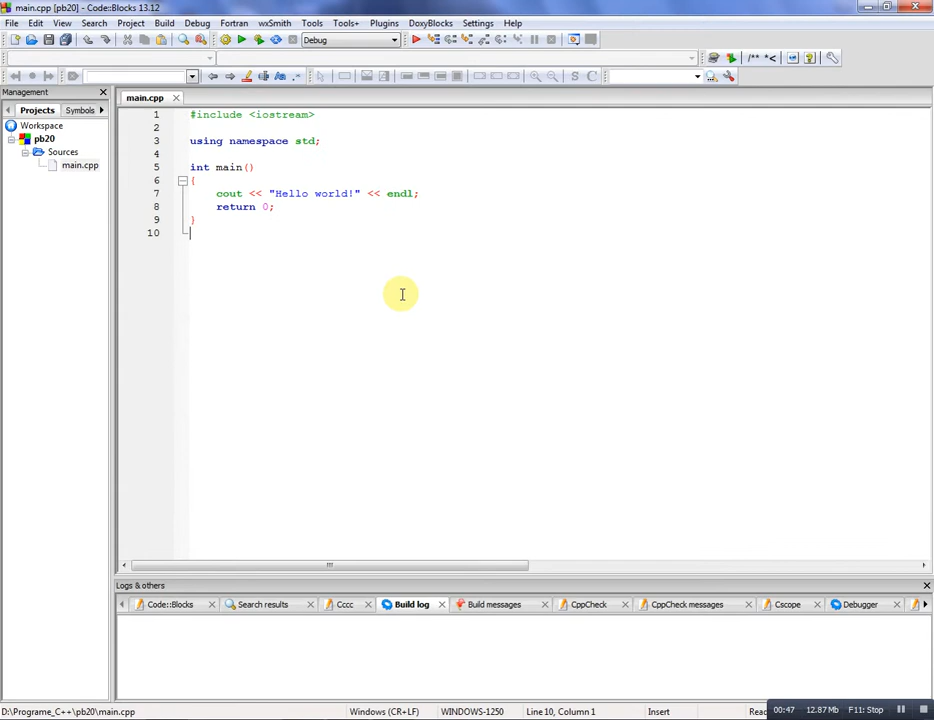 main.cpp [pb20] - Code::Blocks 13.12
File Edit View Search Project Build Debug Fortran wxSmith Tools Tools+ Plugins DoxyBlocks Settings Help
Debug
/** *<
S C
Management
Projects Symbols
Workspace
pb20
Sources
main.cpp
main.cpp
1 #include <iostream>
2
3 using namespace std;
4
5 int main()
6 {
7 cout << "Hello world!" << endl;
8 return 0;
9 }
10
Logs & others
Code::Blocks Search results Cccc Build log Build messages CppCheck CppCheck messages Cscope Debugger
D:\Programe_C++\pb20\main.cpp Windows (CR+LF) WINDOWS-1250 Line 10, Column 1 Insert
00:47 12.87 Mb F11: Stop